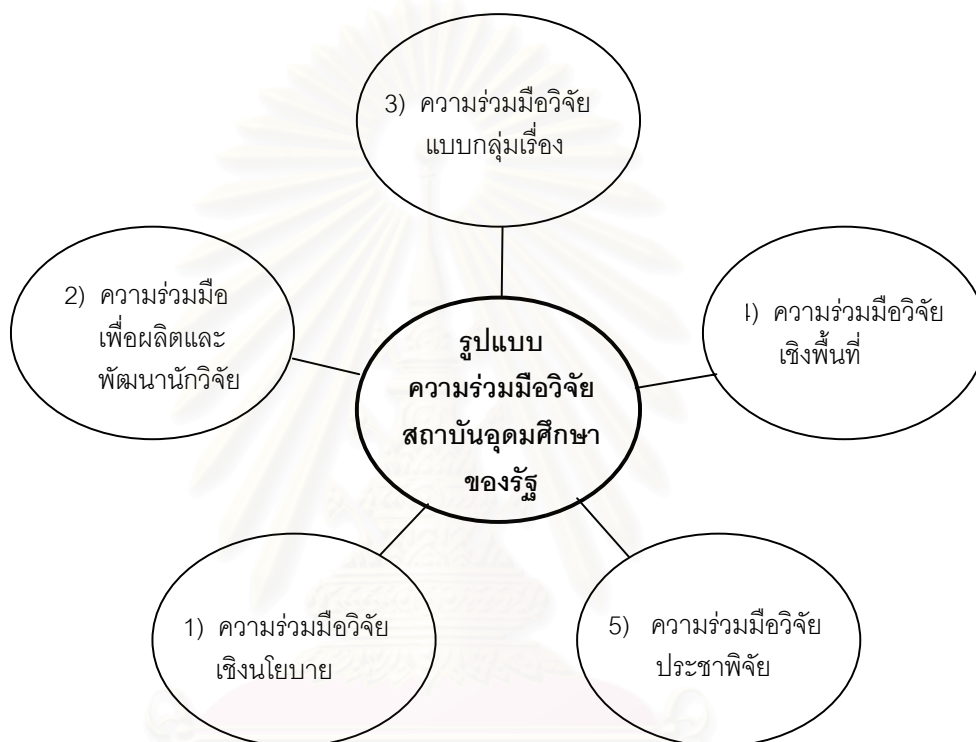 3) ความร่วมมือวิจัย
แบบกลุ่มเรื่อง
2) ความร่วมมือ
เพื่อผลิตและ
พัฒนานักวิจัย
4) ความร่วมมือวิจัย
เชิงพื้นที่
รูปแบบ
ความร่วมมือวิจัย
สถาบันอุดมศึกษา
ของรัฐ
1) ความร่วมมือวิจัย
เชิงนโยบาย
5) ความร่วมมือวิจัย
ประชาพิจัย